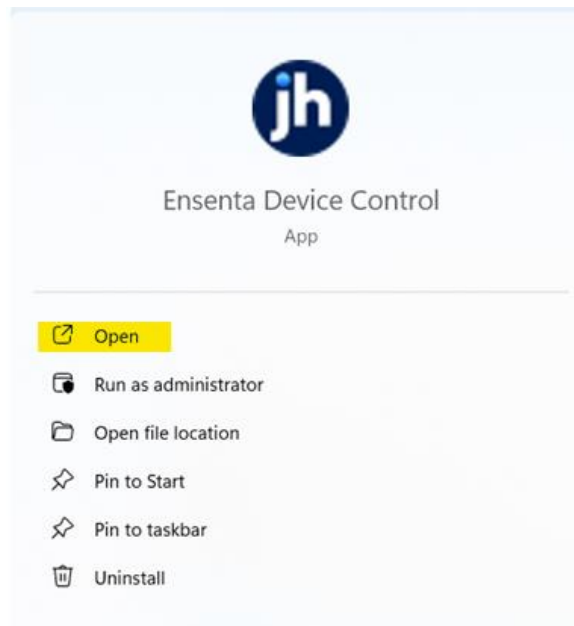 jh
Ensenta Device Control
App
Open
Run as administrator
Open file location
Pin to Start
Pin to taskbar
Uninstall